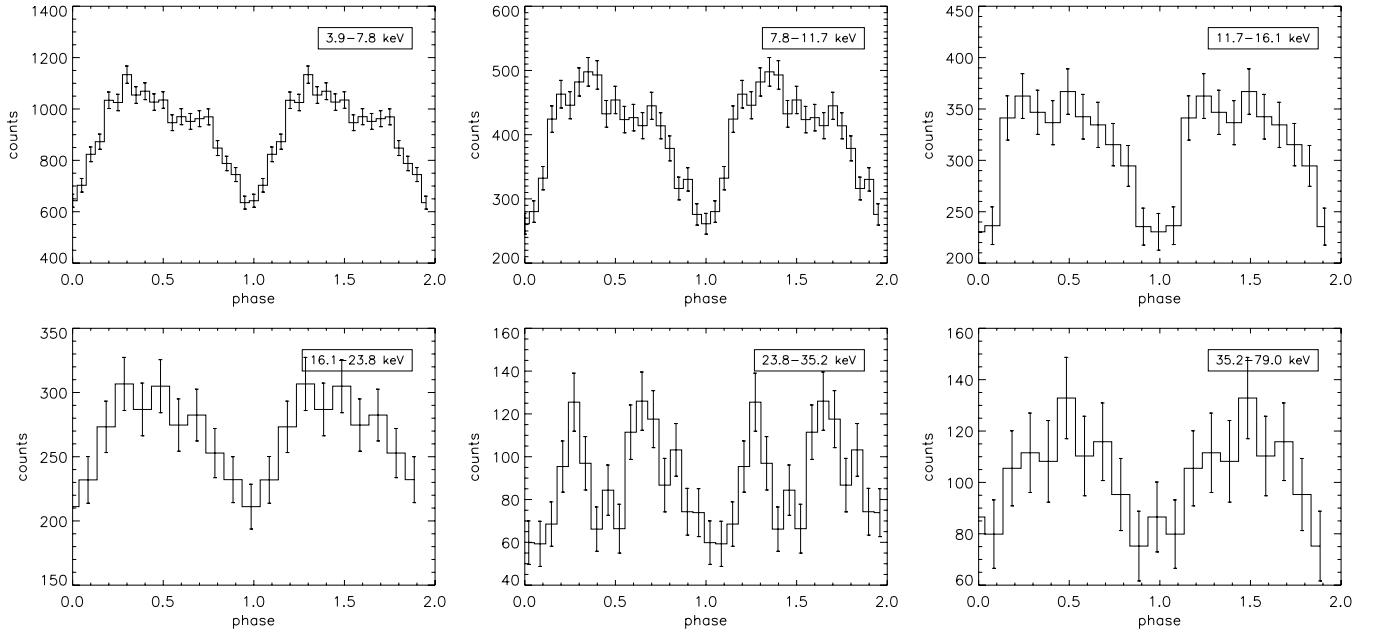 1400
1200
1000
800
600
400
counts
3.9–7.8 keV
0.0 0.5 1.0 1.5 2.0
phase
600
500
400
300
200
counts
7.8–11.7 keV
0.0 0.5 1.0 1.5 2.0
phase
450
400
350
300
250
200
counts
11.7–16.1 keV
0.0 0.5 1.0 1.5 2.0
phase
350
300
250
200
150
counts
16.1–23.8 keV
0.0 0.5 1.0 1.5 2.0
phase
160
140
120
100
80
60
40
counts
23.8–35.2 keV
0.0 0.5 1.0 1.5 2.0
phase
160
140
120
100
80
60
counts
35.2–79.0 keV
0.0 0.5 1.0 1.5 2.0
phase